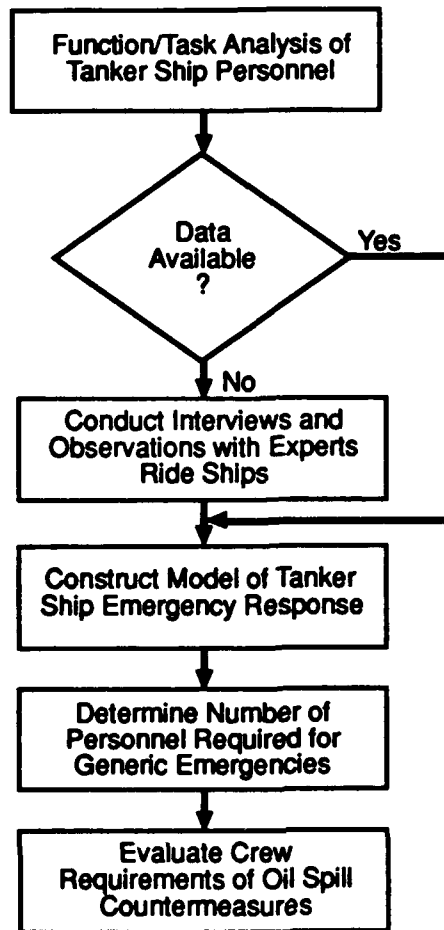 Function/Task Analysis of
Tanker Ship Personnel
Data
Available
?
Yes
No
Conduct Interviews and
Observations with Experts
Ride Ships
Construct Model of Tanker
Ship Emergency Response
Determine Number of
Personnel Required for
Generic Emergencies
Evaluate Crew
Requirements of Oil Spill
Countermeasures